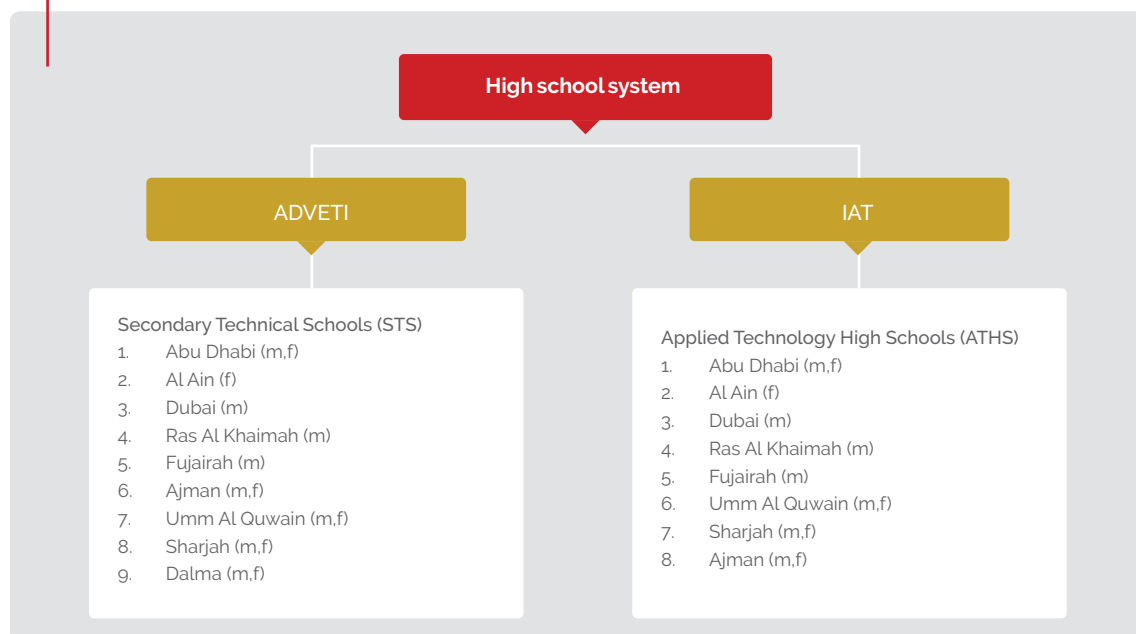 High school system
ADVETI
IAT
Secondary Technical Schools (STS)
1. Abu Dhabi (m,f)
2. Al Ain (f)
3. Dubai (m)
4. Ras Al Khaimah (m)
5. Fujairah (m)
6. Ajman (m,f)
7. Umm Al Quwain (m,f)
8. Sharjah (m,f)
9. Dalma (m,f)
Applied Technology High Schools (ATHS)
1. Abu Dhabi (m,f)
2. Al Ain (f)
3. Dubai (m)
4. Ras Al Khaimah (m)
5. Fujairah (m)
6. Umm Al Quwain (m,f)
7. Sharjah (m,f)
8. Ajman (m,f)